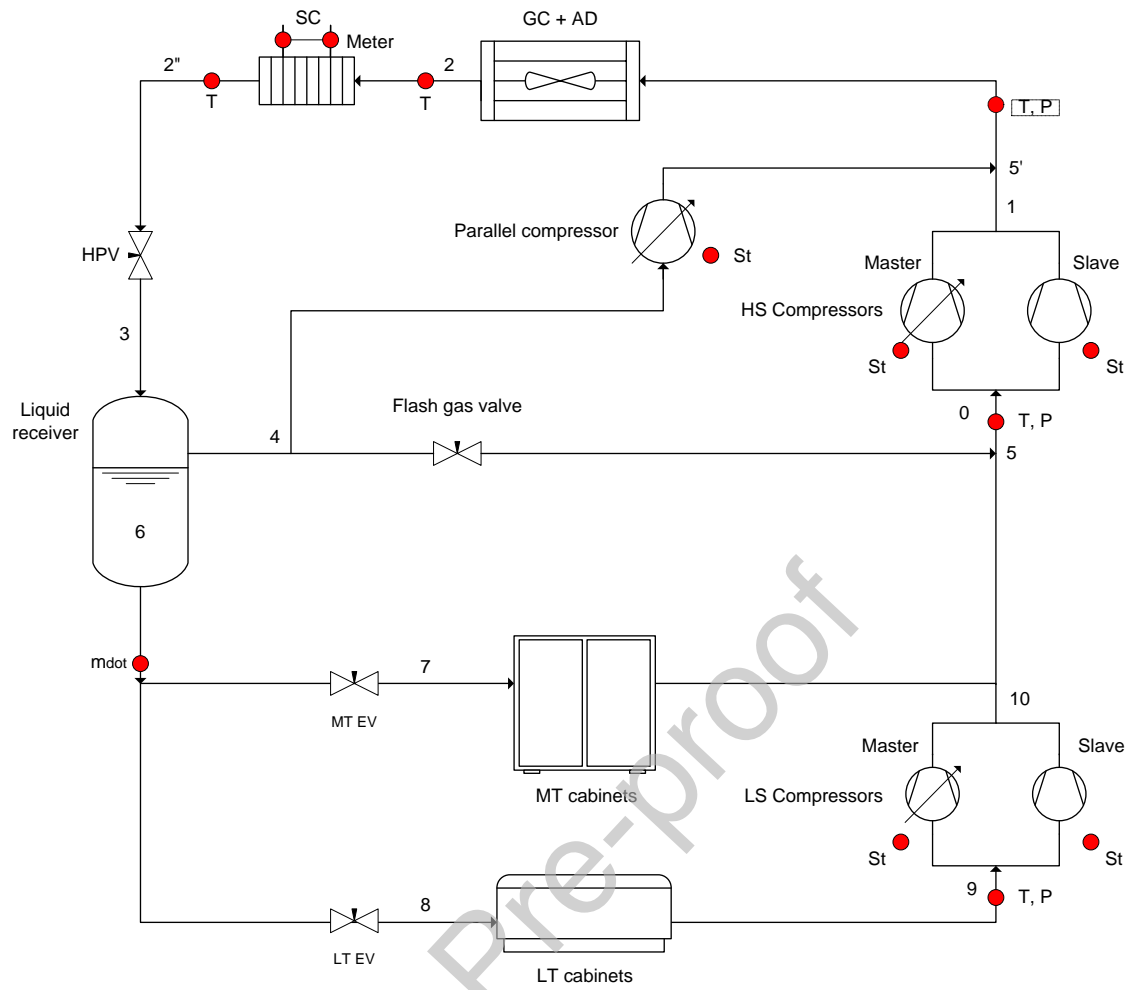 SC
GC + AD
Meter
2"
2
T
T
T, P
5'
1
Parallel compressor
St
Master
Slave
HPV
HS Compressors
3
St
St
Liquid
receiver
Flash gas valve
0
T, P
4
5
6
mdot
7
10
MT EV
Master
Slave
MT cabinets
LS Compressors
St
St
9
T, P
8
LT EV
LT cabinets
Pre-proof